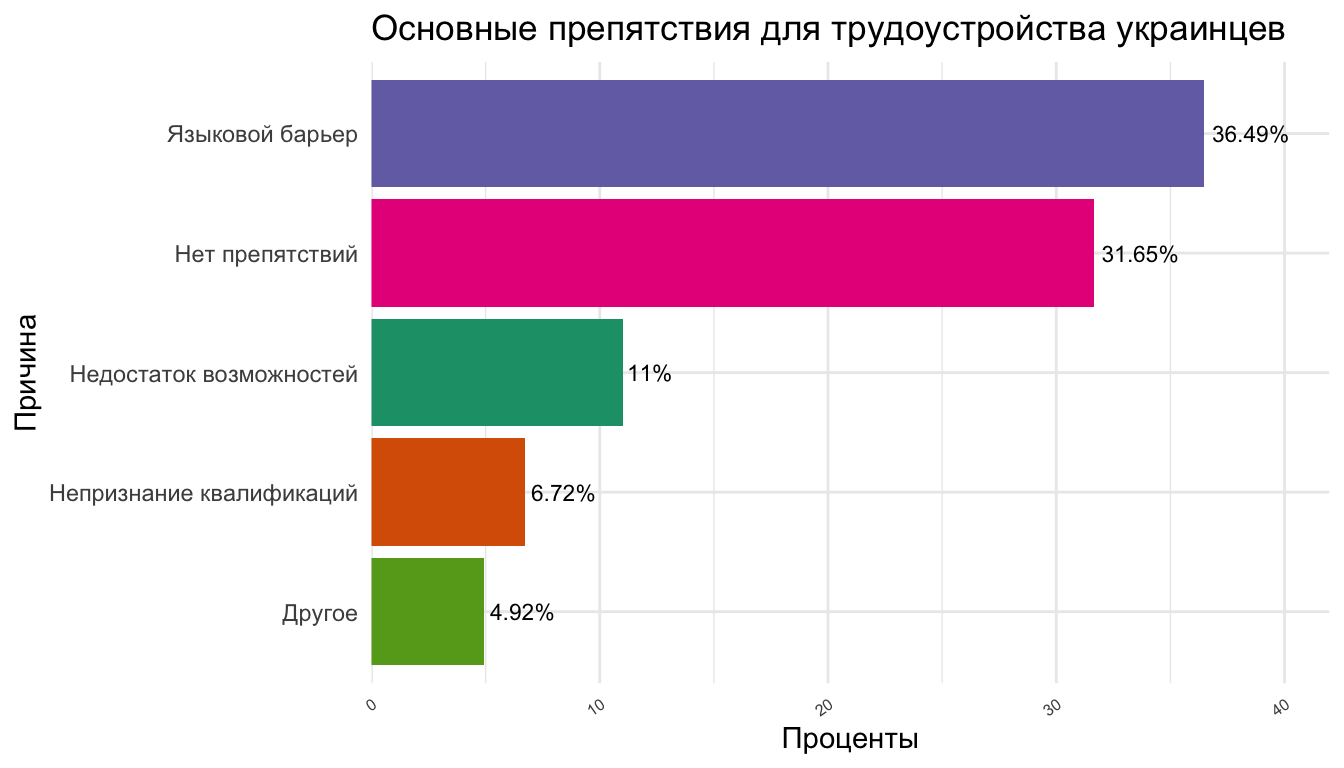 Основные препятствия для трудоустройства украинцев
Причина
Языковой барьер
36.49%
Нет препятствий
31.65%
Недостаток возможностей
11%
Непризнание квалификаций
6.72%
Другое
4.92%
0
10
20
30
40
Проценты